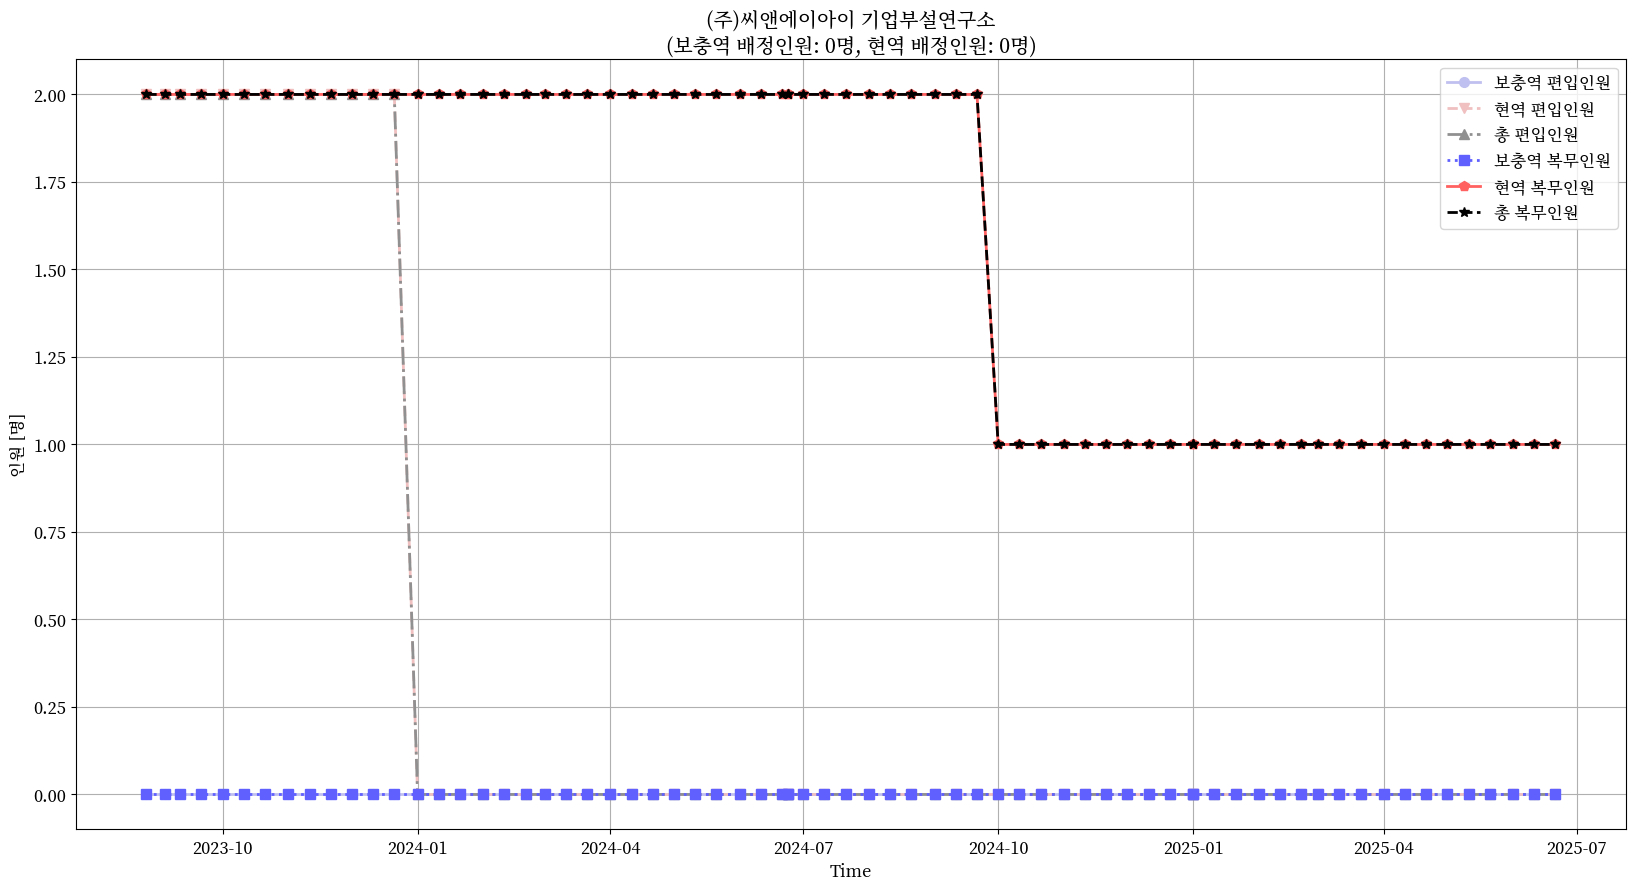 (주)씨앤에이아이 기업부설연구소
(보충역 배정인원: 0명, 현역 배정인원: 0명)
보충역 편입인원
현역 편입인원
총 편입인원
보충역 복무인원
현역 복무인원
총 복무인원
인원 [명]
2.00
1.75
1.50
1.25
1.00
0.75
0.50
0.25
0.00
2023-10 2024-01 2024-04 2024-07 2024-10 2025-01 2025-04 2025-07
Time